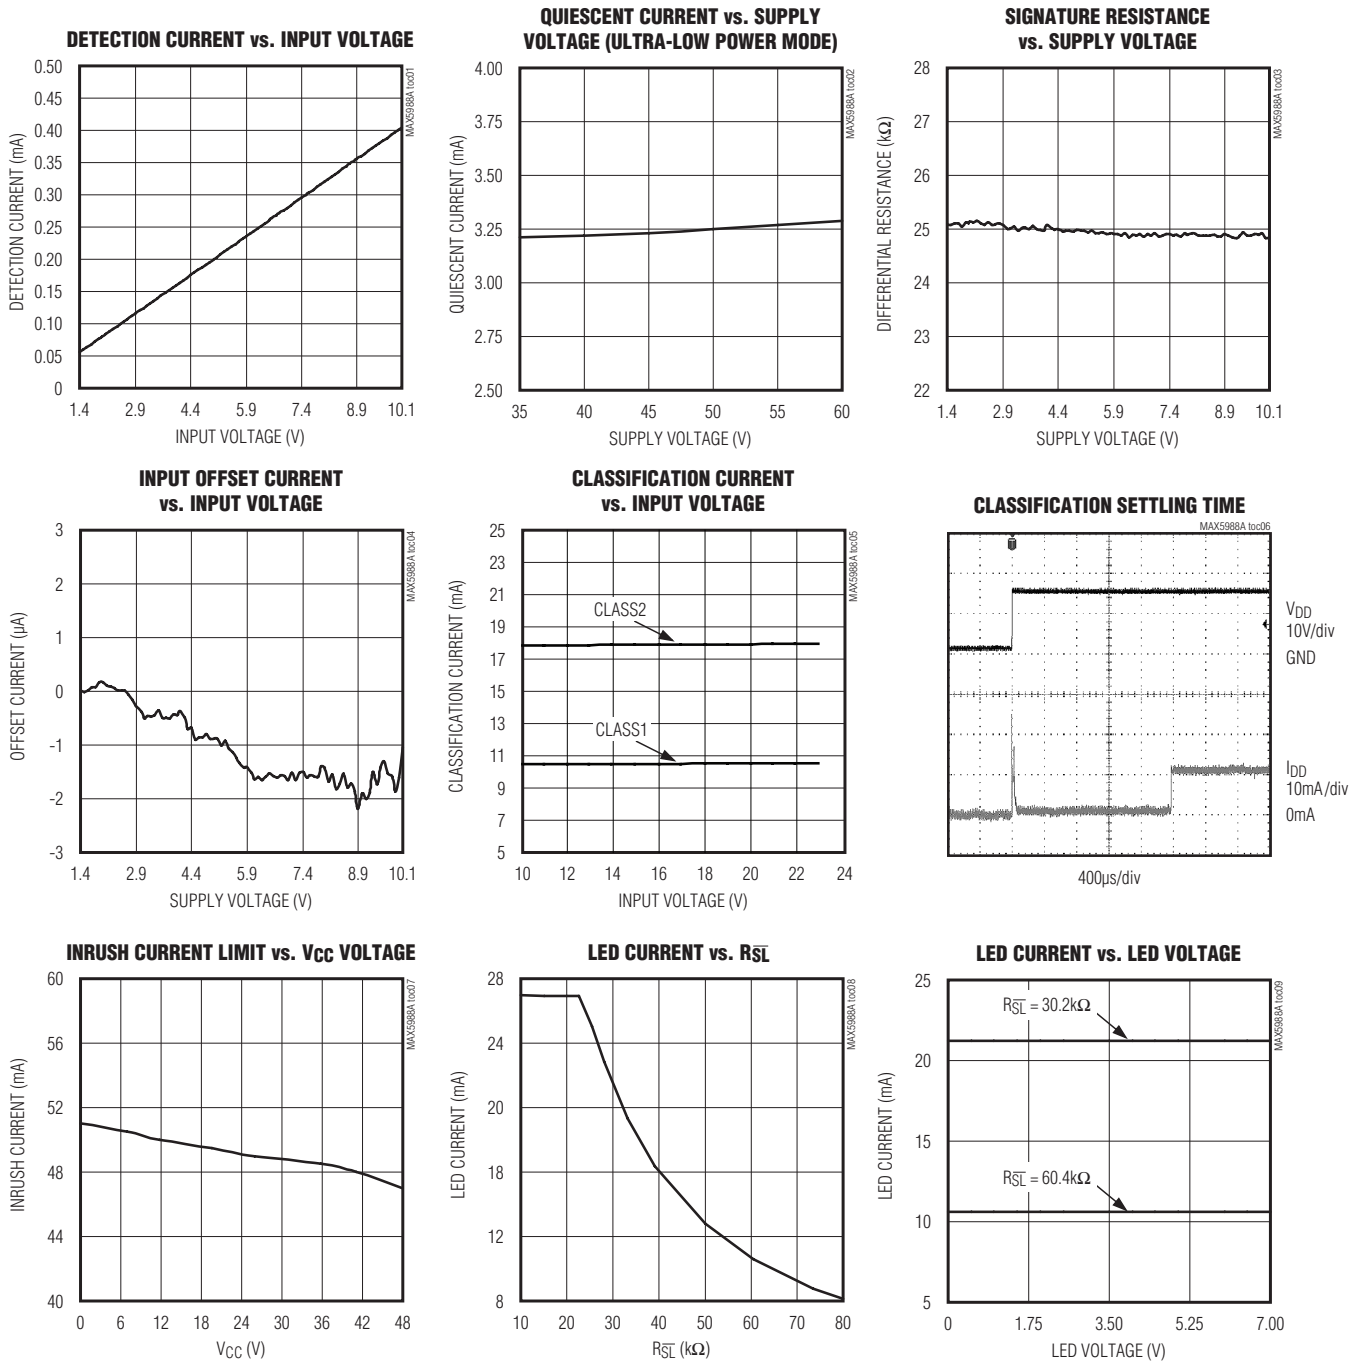 DETECTION CURRENT vs. INPUT VOLTAGE
MAX5988A toc01
DETECTION CURRENT (mA)
0.50
0.45
0.40
0.35
0.30
0.25
0.20
0.15
0.10
0.05
0
1.4 2.9 4.4 5.9 7.4 8.9 10.1
INPUT VOLTAGE (V)
QUIESCENT CURRENT vs. SUPPLY
VOLTAGE (ULTRA-LOW POWER MODE)
MAX5988A toc02
QUIESCENT CURRENT (mA)
4.00
3.75
3.50
3.25
3.00
2.75
2.50
35 40 45 50 55 60
SUPPLY VOLTAGE (V)
SIGNATURE RESISTANCE
vs. SUPPLY VOLTAGE
MAX5988A toc03
DIFFERENTIAL RESISTANCE (kΩ)
28
27
26
25
24
23
22
1.4 2.9 4.4 5.9 7.4 8.9 10.1
SUPPLY VOLTAGE (V)
INPUT OFFSET CURRENT
vs. INPUT VOLTAGE
MAX5988A toc04
OFFSET CURRENT (µA)
3
2
1
0
-1
-2
-3
1.4 2.9 4.4 5.9 7.4 8.9 10.1
SUPPLY VOLTAGE (V)
CLASSIFICATION CURRENT
vs. INPUT VOLTAGE
MAX5988A toc05
CLASSIFICATION CURRENT (mA)
25
23
21
19
17
15
13
11
9
7
5
CLASS2
CLASS1
10 12 14 16 18 20 22 24
INPUT VOLTAGE (V)
CLASSIFICATION SETTLING TIME
MAX5988A toc06
VDD
10V/div
GND
IDD
10mA/div
0mA
400µs/div
INRUSH CURRENT LIMIT vs. VCC VOLTAGE
MAX5988A toc07
INRUSH CURRENT (mA)
60
56
52
48
44
40
0 6 12 18 24 30 36 42 48
VCC (V)
LED CURRENT vs. RSL
MAX5988A toc08
LED CURRENT (mA)
28
24
20
18
12
8
10 20 30 40 50 60 70 80
RSL (kΩ)
LED CURRENT vs. LED VOLTAGE
MAX5988A toc09
LED CURRENT (mA)
25
20
15
10
5
RSL = 30.2kΩ
RSL = 60.4kΩ
0 1.75 3.50 5.25 7.00
LED VOLTAGE (V)